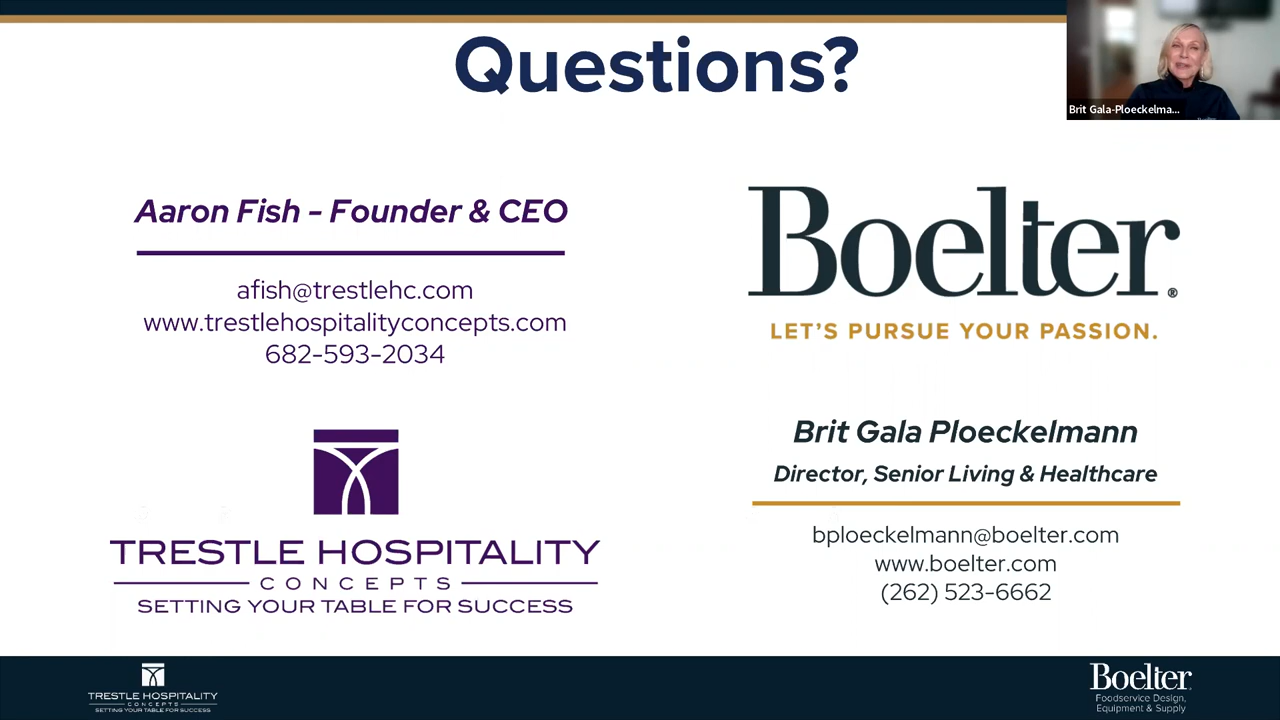 Questions?
Brit Gala-Ploeckelma...
Aaron Fish - Founder & CEO
afish@trestlehc.com
www.trestlehospitalityconcepts.com
682-593-2034
TRESTLE HOSPITALITY
CONCEPTS
SETTING YOUR TABLE FOR SUCCESS
Boelter®
LET'S PURSUE YOUR PASSION.
Brit Gala Ploeckelmann
Director, Senior Living & Healthcare
bploeckelmann@boelter.com
www.boelter.com
(262) 523-6662
TRESTLE HOSPITALITY
CONCEPTS
SETTING YOUR TABLE FOR SUCCESS
Boelter
Foodservice Design,
Equipment & Supply